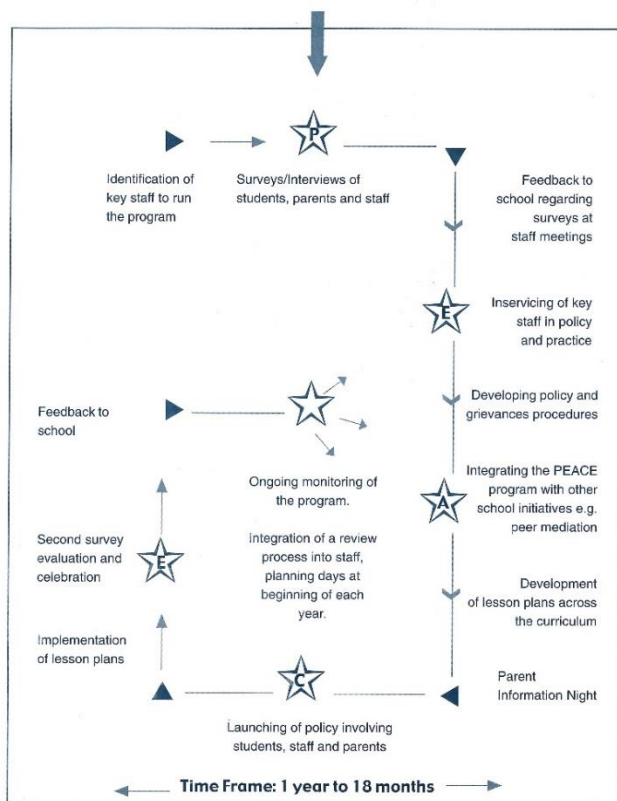 P
Identification of
key staff to run
the program
Surveys/Interviews of
students, parents and staff
Feedback to
school regarding
surveys at
staff meetings
E
Inservicing of key
staff in policy
and practice
Developing policy and
grievances procedures
A
Integrating the PEACE
program with other
school initiatives e.g.
peer mediation
Development
of lesson plans across
the curriculum
Parent
Information Night
C
Launching of policy involving
students, staff and parents
Implementation
of lesson plans
E
Second survey
evaluation and
celebration
Feedback to
school
Ongoing monitoring of
the program.
Integration of a review
process into staff,
planning days at
beginning of each
year.
Time Frame: 1 year to 18 months